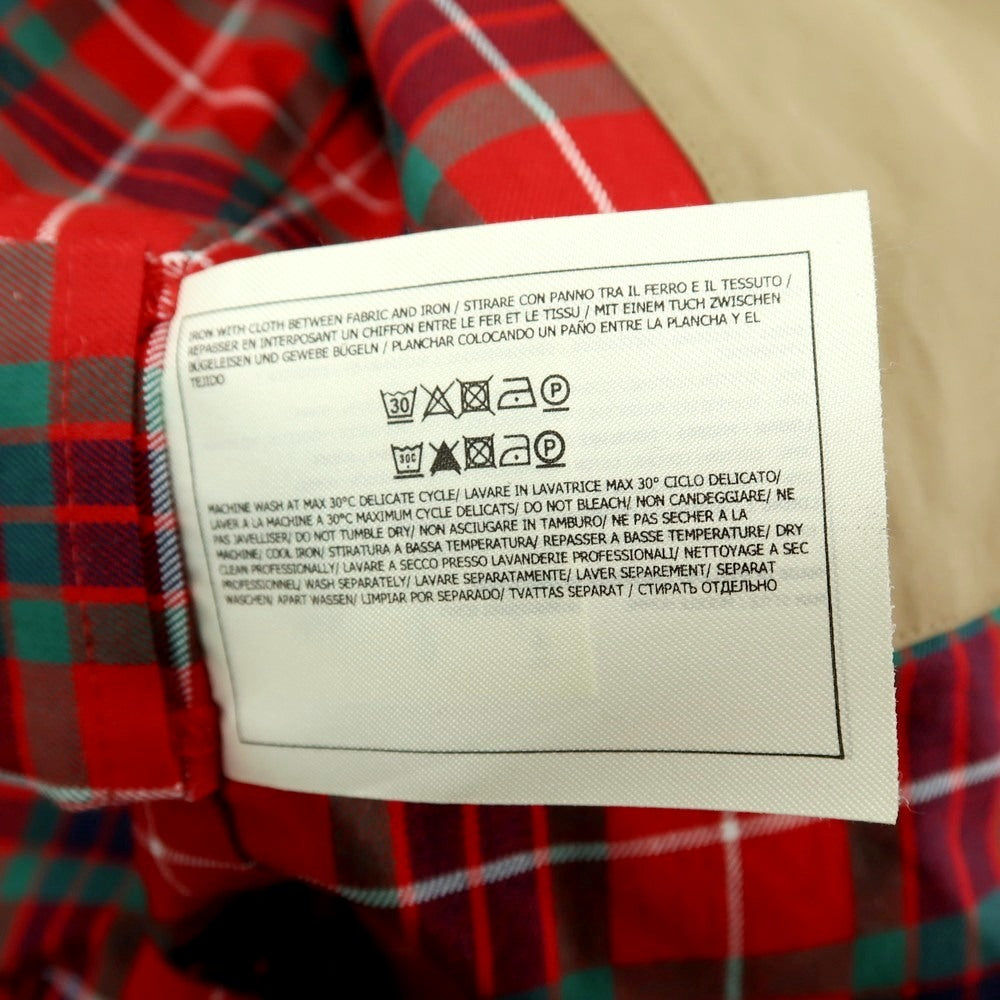 IRON WITH CLOTH BETWEEN FABRIC AND IRON / STIRARE CON PANNO TRA IL FERRO E IL TESSUTO /
REPASSER EN INTERPOSANT UN CHIFFON ENTRE LE FER ET LE TISSU / MIT EINEM TUCH ZWISCHEN
BÜGELEISEN UND GEWEBE BÜGELN / PLANCHAR COLOCANDO UN PAÑO ENTRE LA PLANCHA Y EL
TEJIDO
30 P
30C P
MACHINE WASH AT MAX 30°C DELICATE CYCLE/ LAVARE IN LAVATRICE MAX 30° CICLO DELICATO/
LAVER A LA MACHINE A 30°C MAXIMUM CYCLE DELICATS/ DO NOT BLEACH/ NON CANDEGGIARE/ NE
PAS JAVELLISER/ DO NOT TUMBLE DRY/ NON ASCIUGARE IN TAMBURO/ NE PAS SECHER A LA
MACHINE/ COOL IRON/ STIRATURA A BASSA TEMPERATURA/ REPASSER A BASSE TEMPERATURE/ DRY
CLEAN PROFESSIONALLY/ LAVARE A SECCO PRESSO LAVANDERIE PROFESSIONALI/ NETTOYAGE A SEC
PROFESSIONNEL/ WASH SEPARATELY/ LAVARE SEPARATAMENTE/ LAVER SEPAREMENT/ SEPARAT
WASCHEN/ APART WASSEN/ LIMPIAR POR SEPARADO/ TVATTAS SEPARAT / СТИРАТЬ ОТДЕЛЬНО